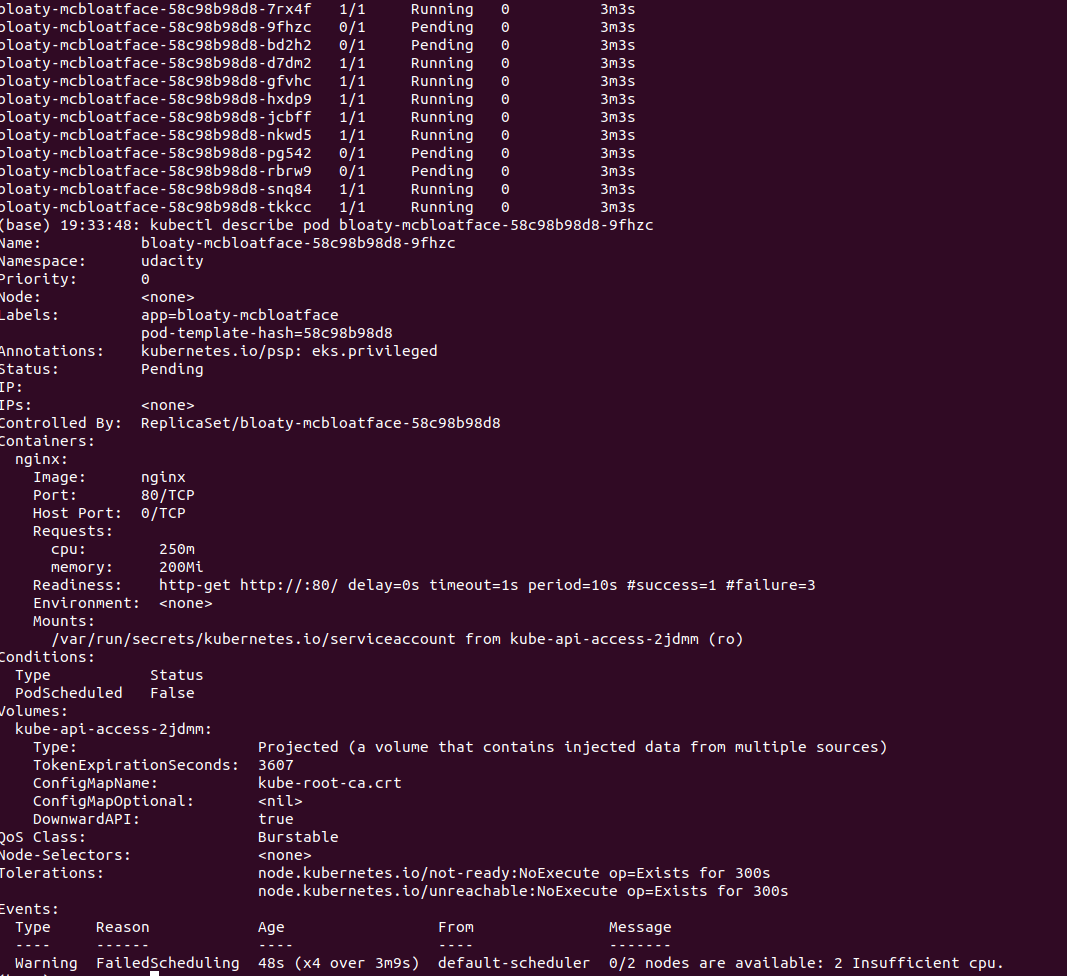 bloaty-mcbloatface-58c98b98d8-7rx4f   1/1     Running   0          3m3s
bloaty-mcbloatface-58c98b98d8-9fhzc   0/1     Pending   0          3m3s
bloaty-mcbloatface-58c98b98d8-bd2h2   0/1     Pending   0          3m3s
bloaty-mcbloatface-58c98b98d8-d7dm2   1/1     Running   0          3m3s
bloaty-mcbloatface-58c98b98d8-gfvhc   1/1     Running   0          3m3s
bloaty-mcbloatface-58c98b98d8-hxdp9   1/1     Running   0          3m3s
bloaty-mcbloatface-58c98b98d8-jcbff   1/1     Running   0          3m3s
bloaty-mcbloatface-58c98b98d8-nkwd5   1/1     Running   0          3m3s
bloaty-mcbloatface-58c98b98d8-pg542   0/1     Pending   0          3m3s
bloaty-mcbloatface-58c98b98d8-rbrw9   0/1     Pending   0          3m3s
bloaty-mcbloatface-58c98b98d8-snq84   1/1     Running   0          3m3s
bloaty-mcbloatface-58c98b98d8-tkkcc   1/1     Running   0          3m3s
(base) 19:33:48: kubectl describe pod bloaty-mcbloatface-58c98b98d8-9fhzc
Name:           bloaty-mcbloatface-58c98b98d8-9fhzc
Namespace:      udacity
Priority:       0
Node:           <none>
Labels:         app=bloaty-mcbloatface
                pod-template-hash=58c98b98d8
Annotations:    kubernetes.io/psp: eks.privileged
Status:         Pending
IP:
IPs:            <none>
Controlled By:  ReplicaSet/bloaty-mcbloatface-58c98b98d8
Containers:
  nginx:
    Image:      nginx
    Port:       80/TCP
    Host Port:  0/TCP
    Requests:
      cpu:        250m
      memory:     200Mi
    Readiness:    http-get http://:80/ delay=0s timeout=1s period=10s #success=1 #failure=3
    Environment:  <none>
    Mounts:
      /var/run/secrets/kubernetes.io/serviceaccount from kube-api-access-2jdmm (ro)
Conditions:
  Type           Status
  PodScheduled   False
Volumes:
  kube-api-access-2jdmm:
    Type:                    Projected (a volume that contains injected data from multiple sources)
    TokenExpirationSeconds:  3607
    ConfigMapName:           kube-root-ca.crt
    ConfigMapOptional:       <nil>
    DownwardAPI:             true
QoS Class:                   Burstable
Node-Selectors:              <none>
Tolerations:                 node.kubernetes.io/not-ready:NoExecute op=Exists for 300s
                             node.kubernetes.io/unreachable:NoExecute op=Exists for 300s
Events:
  Type     Reason            Age                  From               Message
  ----     ------            ----                 ----               -------
  Warning  FailedScheduling  48s (x4 over 3m9s)  default-scheduler  0/2 nodes are available: 2 Insufficient cpu.